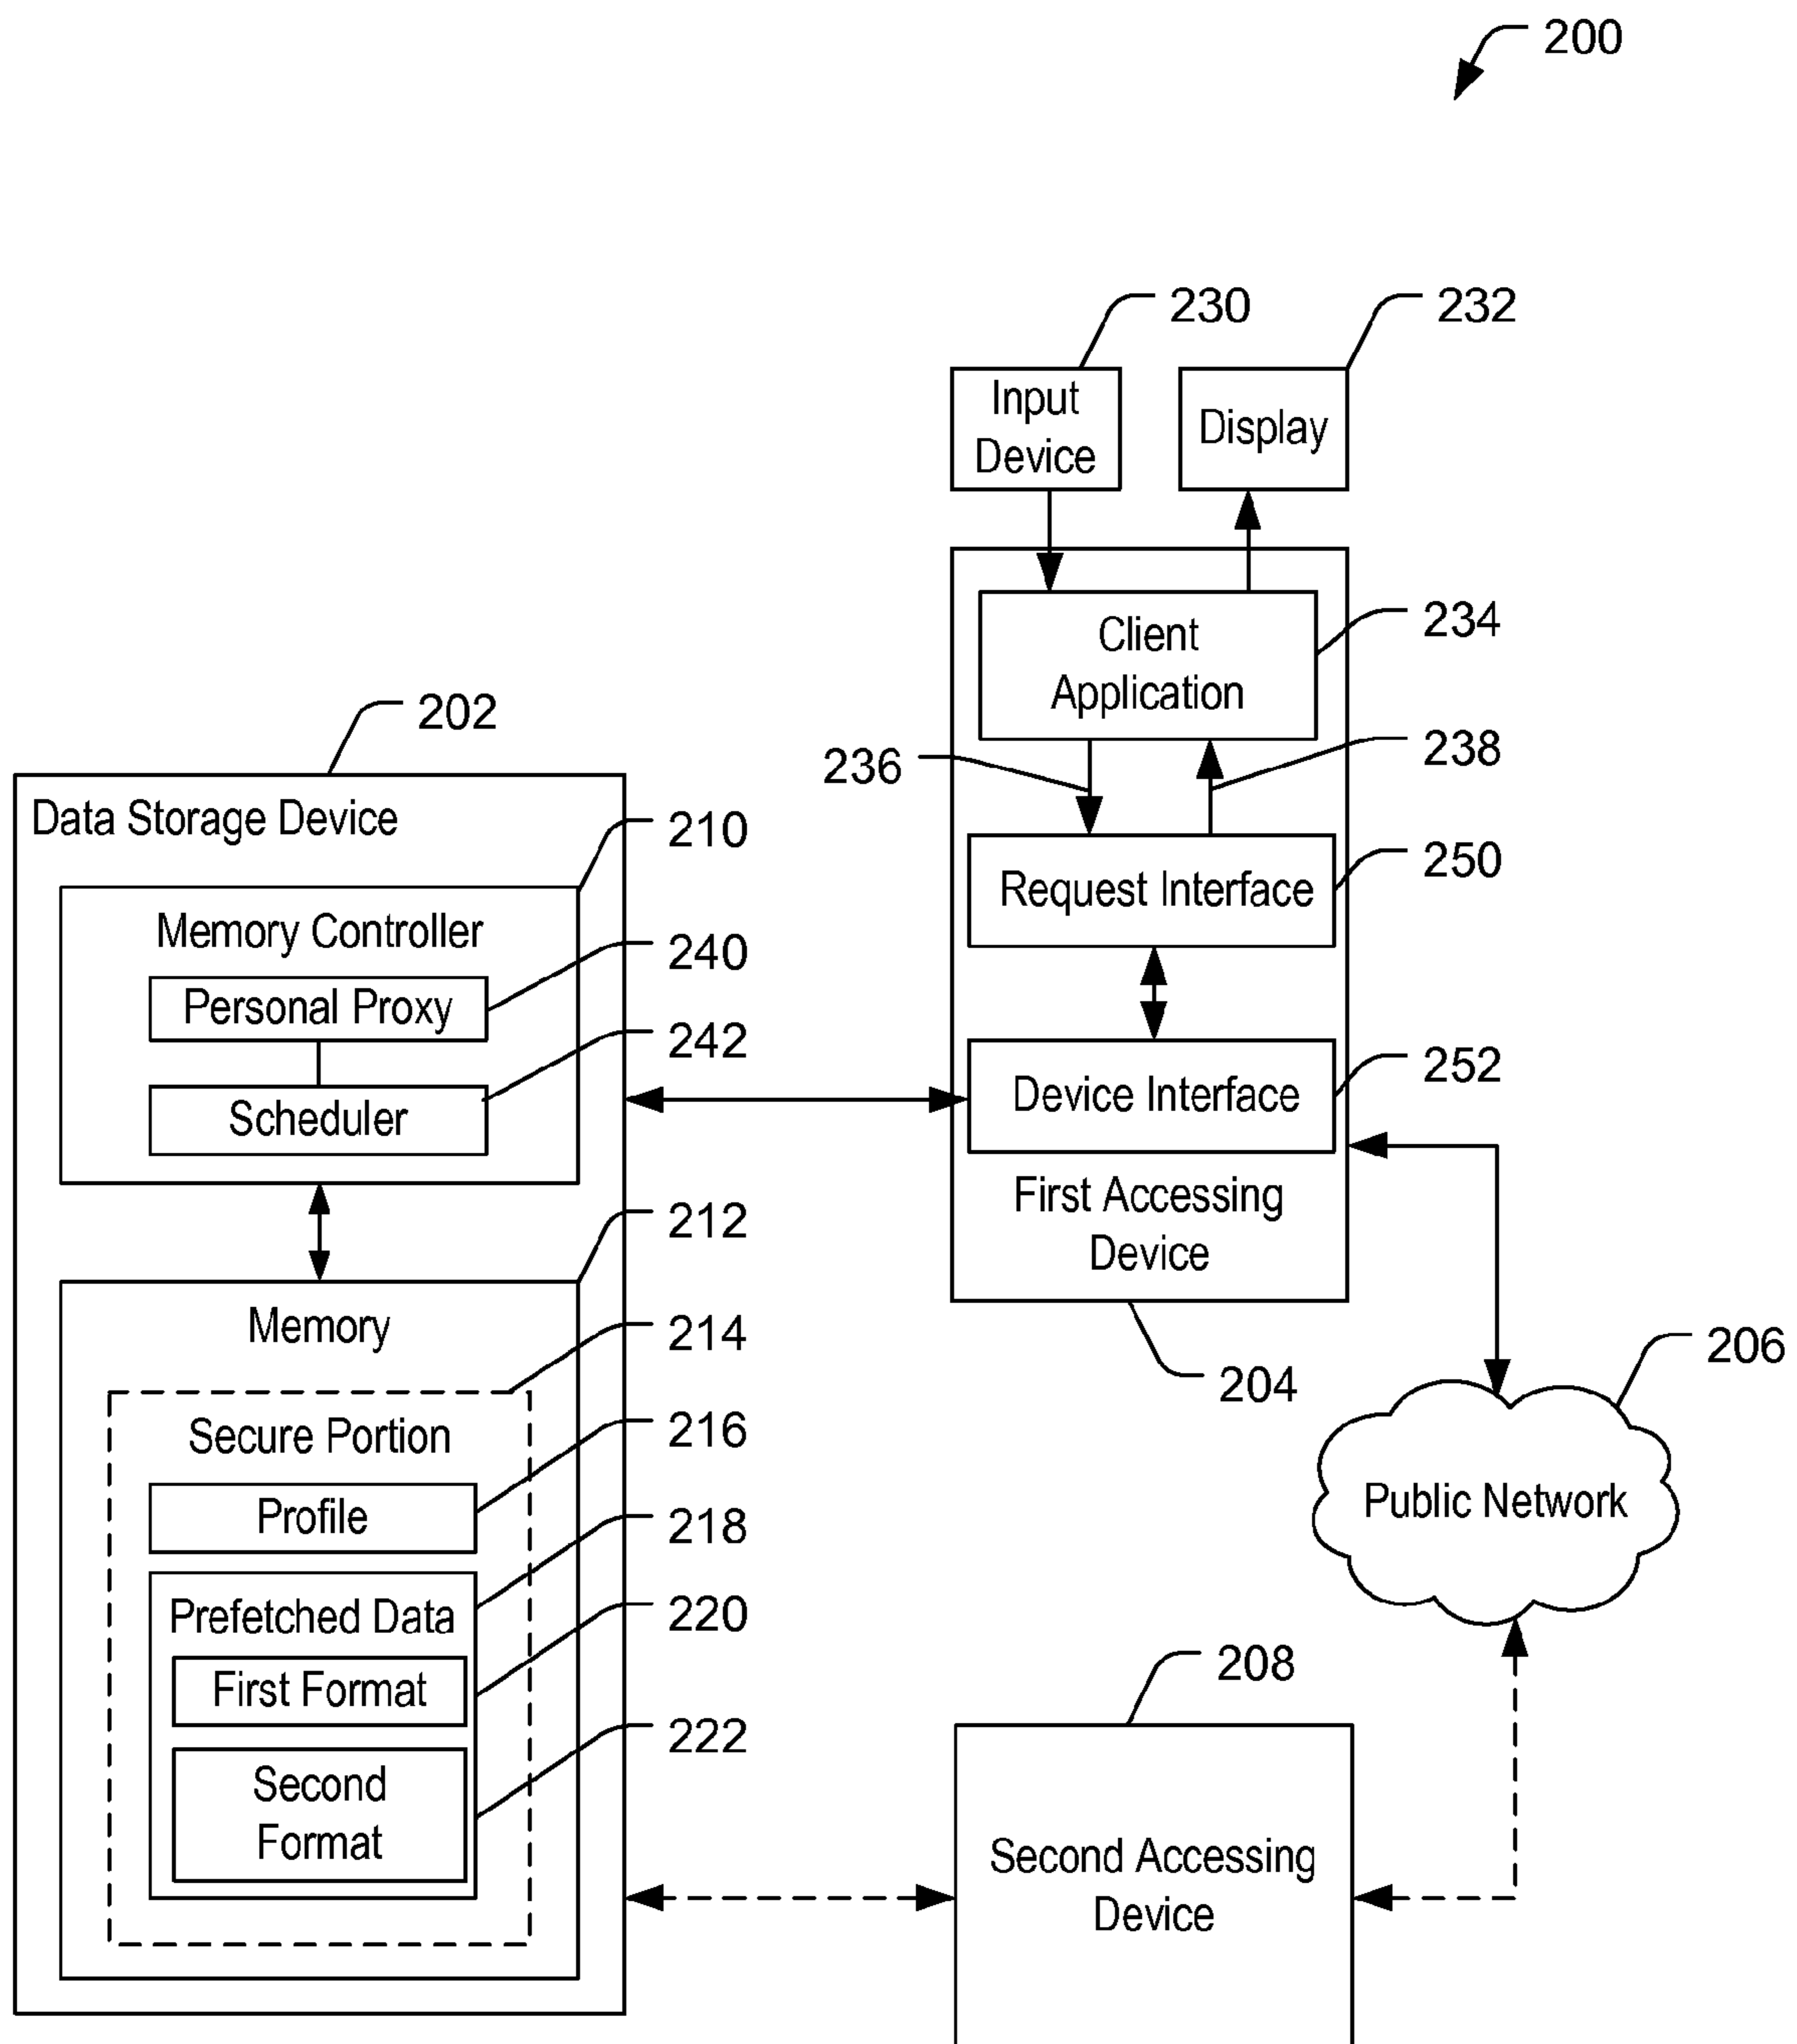 200
230
232
Input
Device
Display
Client
Application
234
202
236
238
Data Storage Device
210
Request Interface
250
Memory Controller
240
Personal Proxy
242
Scheduler
Device Interface
252
First Accessing
Device
212
Memory
214
204
206
Secure Portion
216
Profile
218
Public Network
Prefetched Data
220
First Format
208
222
Second
Format
Second Accessing
Device